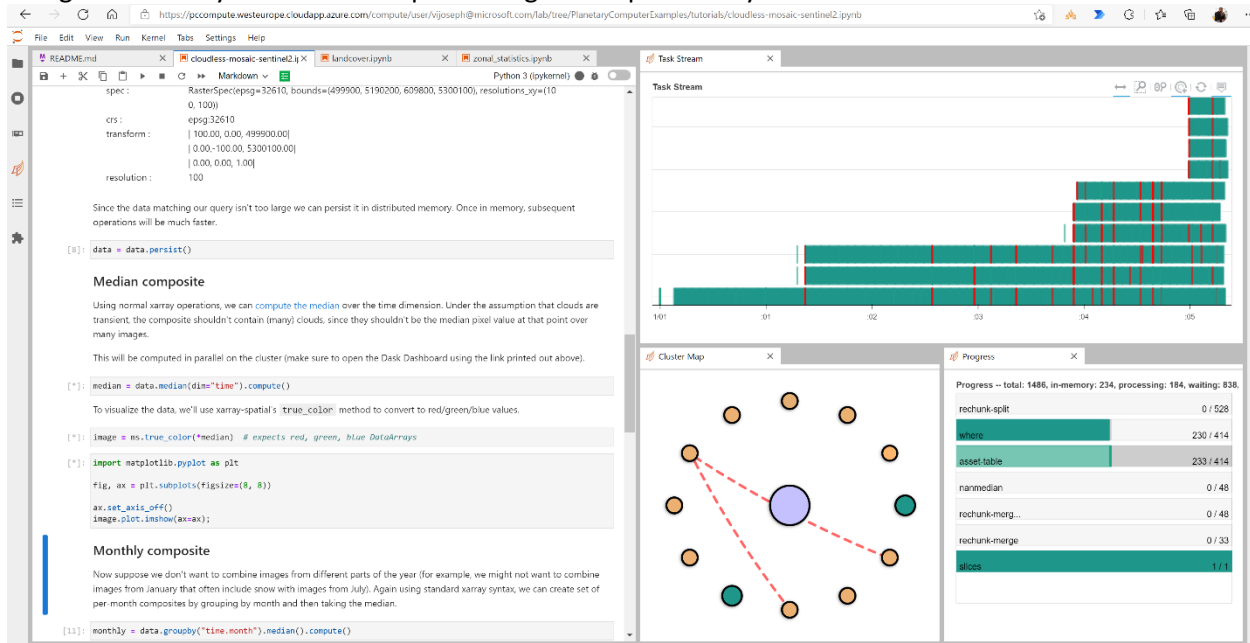 https://pccompute.westeurope.cloudapp.azure.com/compute/user/vijoseph@microsoft.com/lab/tree/PlanetaryComputerExamples/tutorials/cloudless-mosaic-sentinel2.ipynb
File Edit View Run Kernel Tabs Settings Help
README.md
cloudless-mosaic-sentinel2.ip
landcover.ipynb
zonal_statistics.ipynb
Markdown
Python 3 (ipykernel)
spec : RasterSpec(epsg=32610, bounds=(499900, 5190200, 609800, 5300100), resolutions_xy=(10
0, 100))
crs : epsg:32610
transform : | 100.00, 0.00, 499900.00|
| 0.00,-100.00, 5300100.00|
| 0.00, 0.00, 1.00|
resolution : 100
Since the data matching our query isn't too large we can persist it in distributed memory. Once in memory, subsequent
operations will be much faster.
[8]: data = data.persist()
Median composite
Using normal xarray operations, we can compute the median over the time dimension. Under the assumption that clouds are
transient, the composite shouldn't contain (many) clouds, since they shouldn't be the median pixel value at that point over
many images.
This will be computed in parallel on the cluster (make sure to open the Dask Dashboard using the link printed out above).
[*]: median = data.median(dim="time").compute()
To visualize the data, we'll use xarray-spatial's true_color method to convert to red/green/blue values.
[*]: image = ms.true_color(*median) # expects red, green, blue DataArrays
[*]: import matplotlib.pyplot as plt
fig, ax = plt.subplots(figsize=(8, 8))
ax.set_axis_off()
image.plot.imshow(ax=ax);
Monthly composite
Now suppose we don't want to combine images from different parts of the year (for example, we might not want to combine
images from January that often include snow with images from July). Again using standard xarray syntax, we can create set of
per-month composites by grouping by month and then taking the median.
[11]: monthly = data.groupby("time.month").median().compute()
Task Stream
Task Stream
1:01 :01 :02 :03 :04 :05
Cluster Map
Progress
Progress -- total: 1486, in-memory: 234, processing: 184, waiting: 838,
rechunk-split 0 / 528
where 230 / 414
asset-table 233 / 414
nanmedian 0 / 48
rechunk-merg... 0 / 48
rechunk-merge 0 / 33
slices 1 / 1